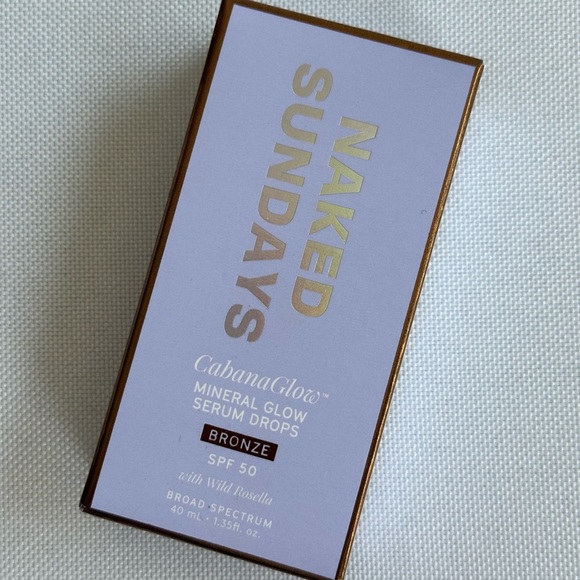 NAKED
SUNDAYS
CabanaGlow™
MINERAL GLOW
SERUM DROPS
BRONZE
SPF 50
with Wild Rosella
BROAD SPECTRUM
40 mL • 1.35fl. oz.